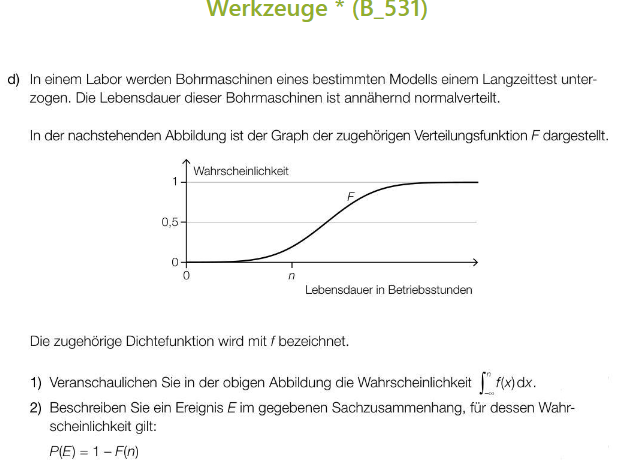 Werkzeuge * (B_531)
d) In einem Labor werden Bohrmaschinen eines bestimmten Modells einem Langzeittest unter-
zogen. Die Lebensdauer dieser Bohrmaschinen ist annähernd normalverteilt.
In der nachstehenden Abbildung ist der Graph der zugehörigen Verteilungsfunktion F dargestellt.
Wahrscheinlichkeit
1
F
0,5
0
0
n
Lebensdauer in Betriebsstunden
Die zugehörige Dichtefunktion wird mit f bezeichnet.
1) Veranschaulichen Sie in der obigen Abbildung die Wahrscheinlichkeit ∫₋∞ⁿ f(x) dx.
2) Beschreiben Sie ein Ereignis E im gegebenen Sachzusammenhang, für dessen Wahr-
scheinlichkeit gilt:
P(E) = 1 – F(n)